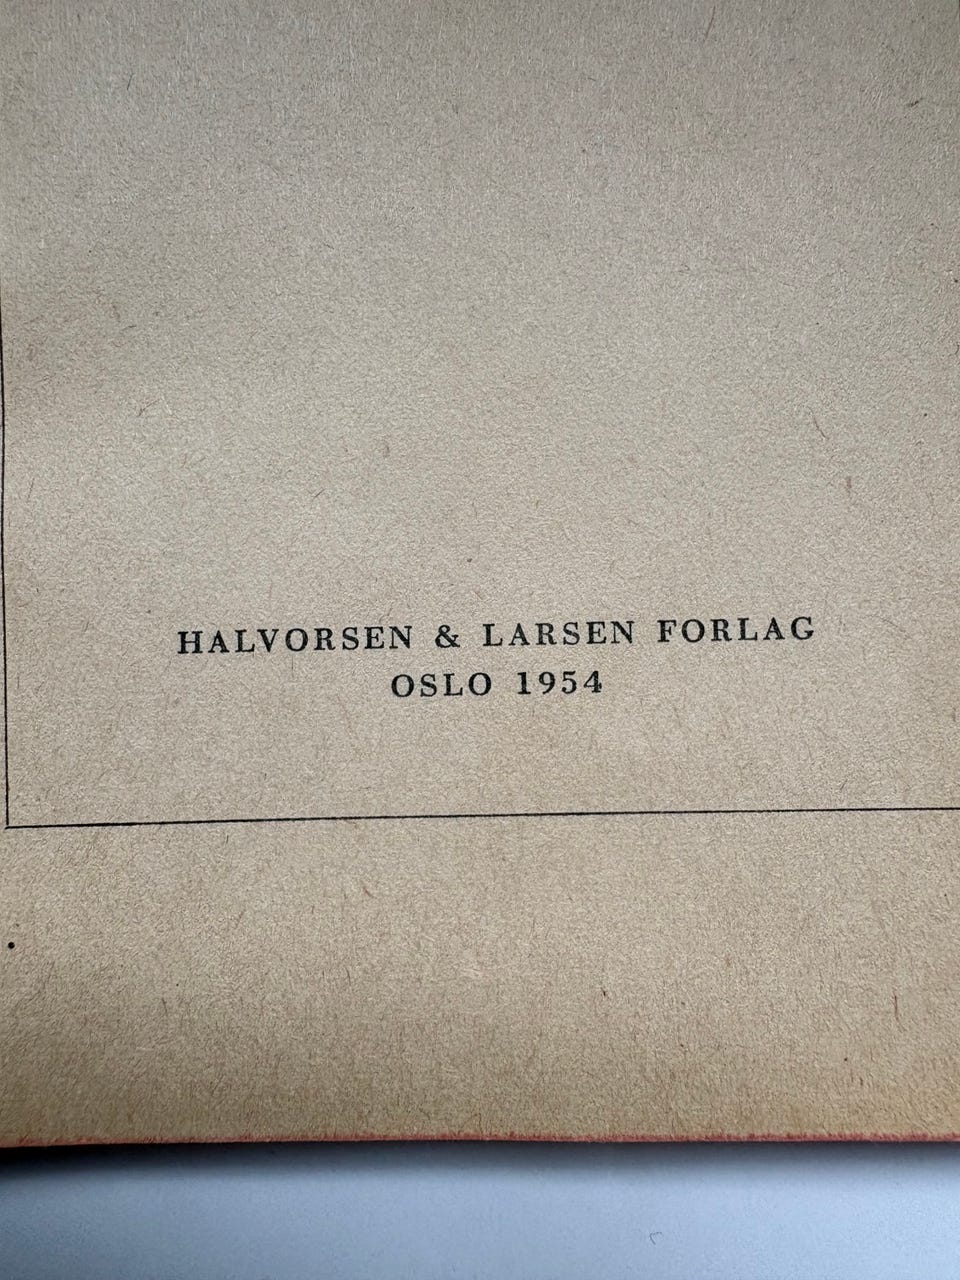 HALVORSEN & LARSEN FORLAG
OSLO 1954